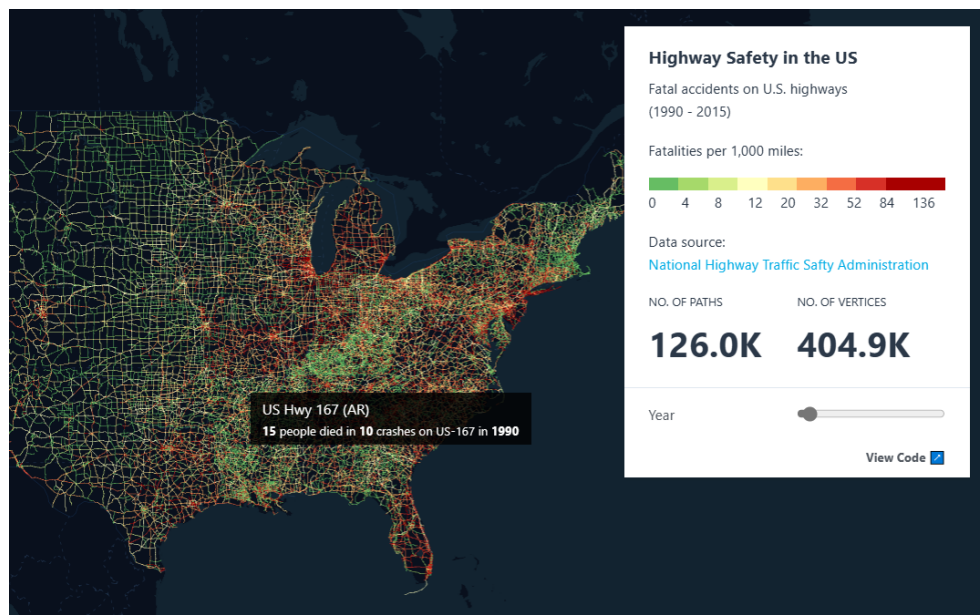 Highway Safety in the US
Fatal accidents on U.S. highways
(1990 - 2015)
Fatalities per 1,000 miles:
0 4 8 12 20 32 52 84 136
Data source:
National Highway Traffic Safty Administration
NO. OF PATHS NO. OF VERTICES
126.0K 404.9K
US Hwy 167 (AR)
15 people died in 10 crashes on US-167 in 1990
Year
View Code